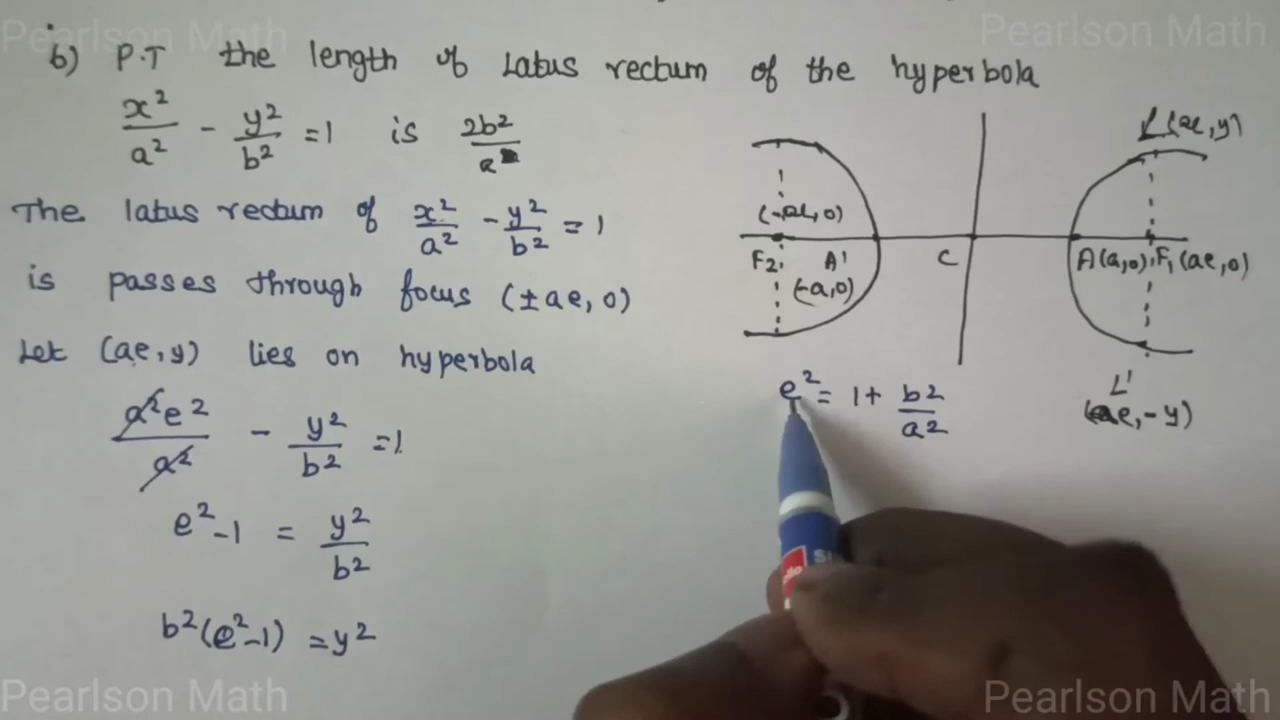 Pearlson Math
Pearlson Math
b) P.T the length of Latus rectum of the hyperbola
x²/a² - y²/b² = 1 is 2b²/a
The latus rectum of x²/a² - y²/b² = 1
is passes through focus (±ae, 0)
Let (ae, y) lies on hyperbola
a²e²/a² - y²/b² = 1
e² - 1 = y²/b²
b²(e² - 1) = y²
L(ae, y)
(-ae, 0)
F₂ A' C A(a, 0) F₁(ae, 0)
(-a, 0)
L'
(ae, -y)
e² = 1 + b²/a²
Pearlson Math
Pearlson Math